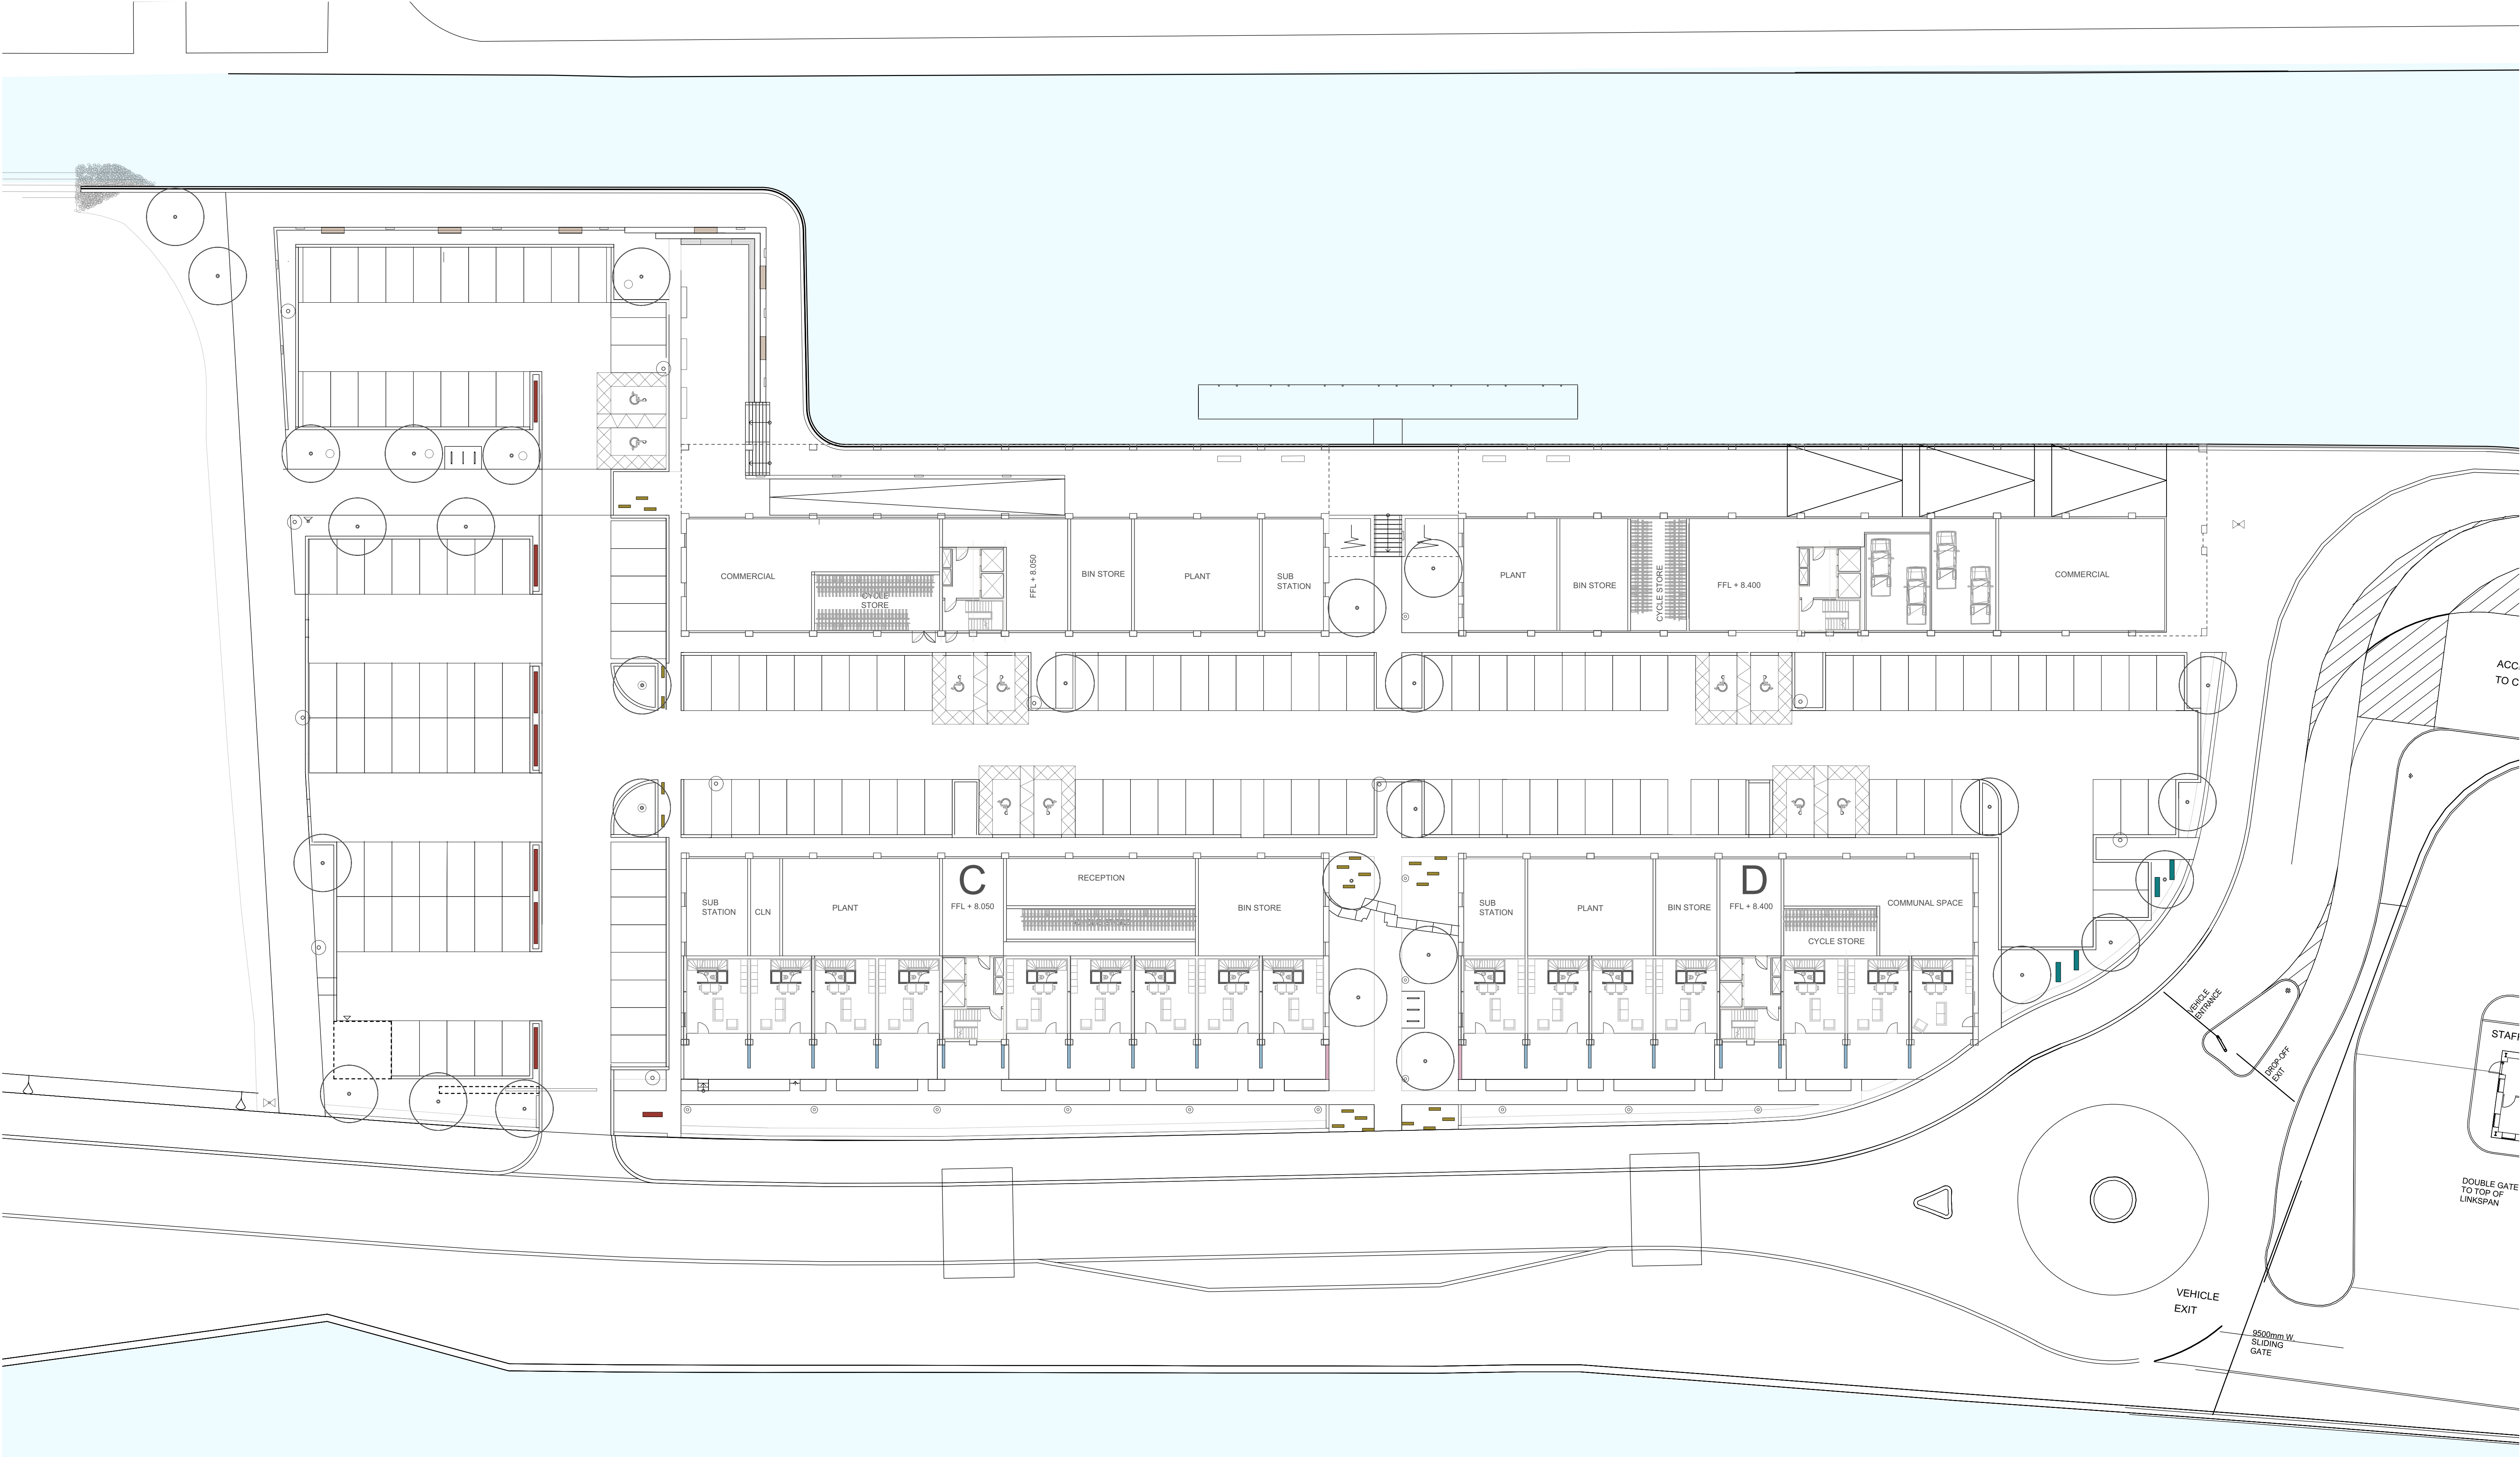 COMMERCIAL
CYCLE
STORE
FFL + 8.050
BIN STORE
PLANT
SUB
STATION
PLANT
BIN STORE
CYCLE STORE
FFL + 8.400
COMMERCIAL
ACC
TO C
SUB
STATION
CLN
PLANT
C
FFL + 8.050
RECEPTION
BIN STORE
SUB
STATION
PLANT
BIN STORE
D
FFL + 8.400
COMMUNAL SPACE
CYCLE STORE
VEHICLE
ENTRANCE
DROP-OFF
EXIT
STAF
DOUBLE GATE
TO TOP OF
LINKSPAN
VEHICLE
EXIT
9500mm W.
SLIDING
GATE